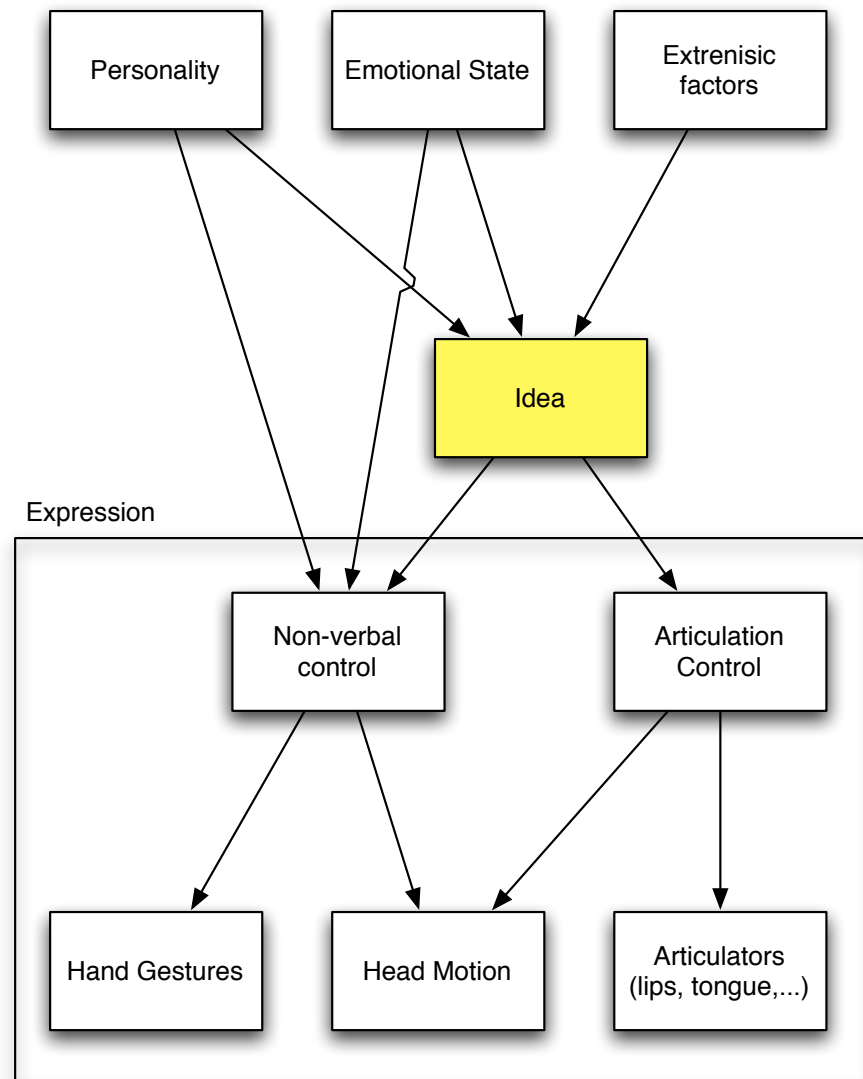 Personality
Emotional State
Extrenisic
factors
Idea
Expression
Non-verbal
control
Articulation
Control
Hand Gestures
Head Motion
Articulators
(lips, tongue,...)